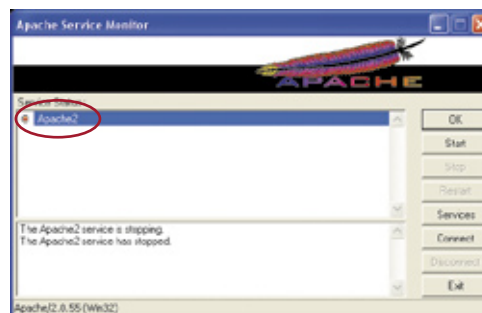 Apache Service Monitor
APACHE
Service Status
Apache2
OK
Start
Stop
Restart
Services
The Apache2 service is stopping.
The Apache2 service has stopped.
Connect
Disconnect
Exit
Apache/2.0.55 (Win32)